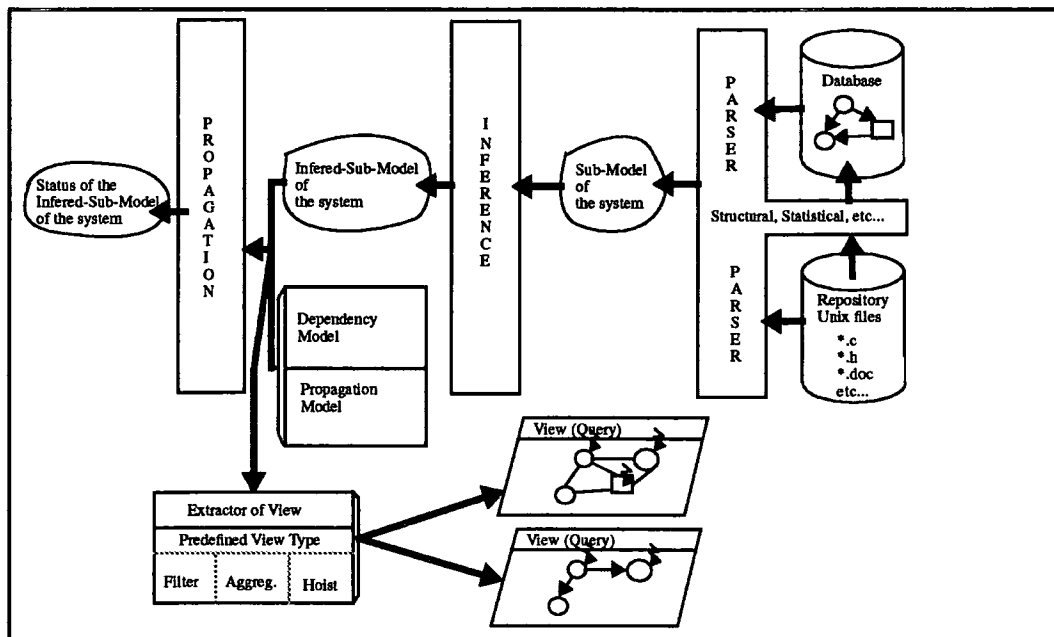 PROPAGATION
INFERENCE
PARSER
PARSER
Database
Structural, Statistical, etc...
Repository
Unix files
*.c
*.h
*.doc
etc...
Sub-Model
of
the system
Infered-Sub-Model
of
the system
Status of the
Infered-Sub-Model
of the system
Dependency
Model
Propagation
Model
Extractor of View
Predefined View Type
Filter
Aggreg.
Hoist
View (Query)
View (Query)